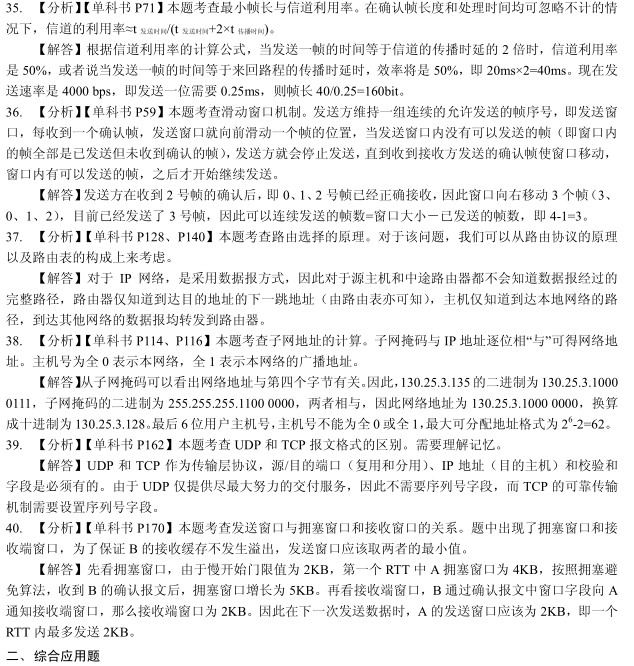 35. 【分析】【单科书 P71】本题考查最小帧长与信道利用率。在确认帧长度和处理时间均可忽略不计的情
况下，信道的利用率≈t 发送时间/(t 发送时间+2×t 传播时间)。
【解答】根据信道利用率的计算公式，当发送一帧的时间等于信道的传播时延的 2 倍时，信道利用率
是 50%，或者说当发送一帧的时间等于来回路程的传播时延时，效率将是 50%，即 20ms×2=40ms。现在发
送速率是 4000 bps，即发送一位需要 0.25ms，则帧长 40/0.25=160bit。
36. 【分析】【单科书 P59】本题考查滑动窗口机制。发送方维持一组连续的允许发送的帧序号，即发送窗
口，每收到一个确认帧，发送窗口就向前滑动一个帧的位置，当发送窗口内没有可以发送的帧（即窗口内
的帧全部是已发送但未收到确认的帧），发送方就会停止发送，直到收到接收方发送的确认帧使窗口移动，
窗口内有可以发送的帧，之后才开始继续发送。
【解答】发送方在收到 2 号帧的确认后，即 0、1、2 号帧已经正确接收，因此窗口向右移动 3 个帧（3、
0、1、2），目前已经发送了 3 号帧，因此可以连续发送的帧数=窗口大小－已发送的帧数，即 4-1=3。
37. 【分析】【单科书 P128、P140】本题考查路由选择的原理。对于该问题，我们可以从路由协议的原理
以及路由表的构成上来考虑。
【解答】对于 IP 网络，是采用数据报方式，因此对于源主机和中途路由器都不会知道数据报经过的
完整路径，路由器仅知道到达目的地址的下一跳地址（由路由表亦可知），主机仅知道到达本地网络的路
径，到达其他网络的数据报均转发到路由器。
38. 【分析】【单科书 P114、P116】本题考查子网地址的计算。子网掩码与 IP 地址逐位相“与”可得网络地
址。主机号为全 0 表示本网络，全 1 表示本网络的广播地址。
【解答】从子网掩码可以看出网络地址与第四个字节有关。因此，130.25.3.135 的二进制为 130.25.3.1000
0111，子网掩码的二进制为 255.255.255.1100 0000，两者相与，因此网络地址为 130.25.3.1000 0000，换算
成十进制为 130.25.3.128。最后 6 位用户主机号，主机号不能为全 0 或全 1，最大可分配地址格式为 2⁶-2=62。
39. 【分析】【单科书 P162】本题考查 UDP 和 TCP 报文格式的区别。需要理解记忆。
【解答】UDP 和 TCP 作为传输层协议，源/目的端口（复用和分用）、IP 地址（目的主机）和校验和
字段是必须有的。由于 UDP 仅提供尽最大努力的交付服务，因此不需要序列号字段，而 TCP 的可靠传输
机制需要设置序列号字段。
40. 【分析】【单科书 P170】本题考查发送窗口与拥塞窗口和接收窗口的关系。题中出现了拥塞窗口和接
收端窗口，为了保证 B 的接收缓存不发生溢出，发送窗口应该取两者的最小值。
【解答】先看拥塞窗口，由于慢开始门限值为 2KB，第一个 RTT 中 A 拥塞窗口为 4KB，按照拥塞避
免算法，收到 B 的确认报文后，拥塞窗口增长为 5KB。再看接收端窗口，B 通过确认报文中窗口字段向 A
通知接收端窗口，那么接收端窗口为 2KB。因此在下一次发送数据时，A 的发送窗口应该为 2KB，即一个
RTT 内最多发送 2KB。
二、综合应用题